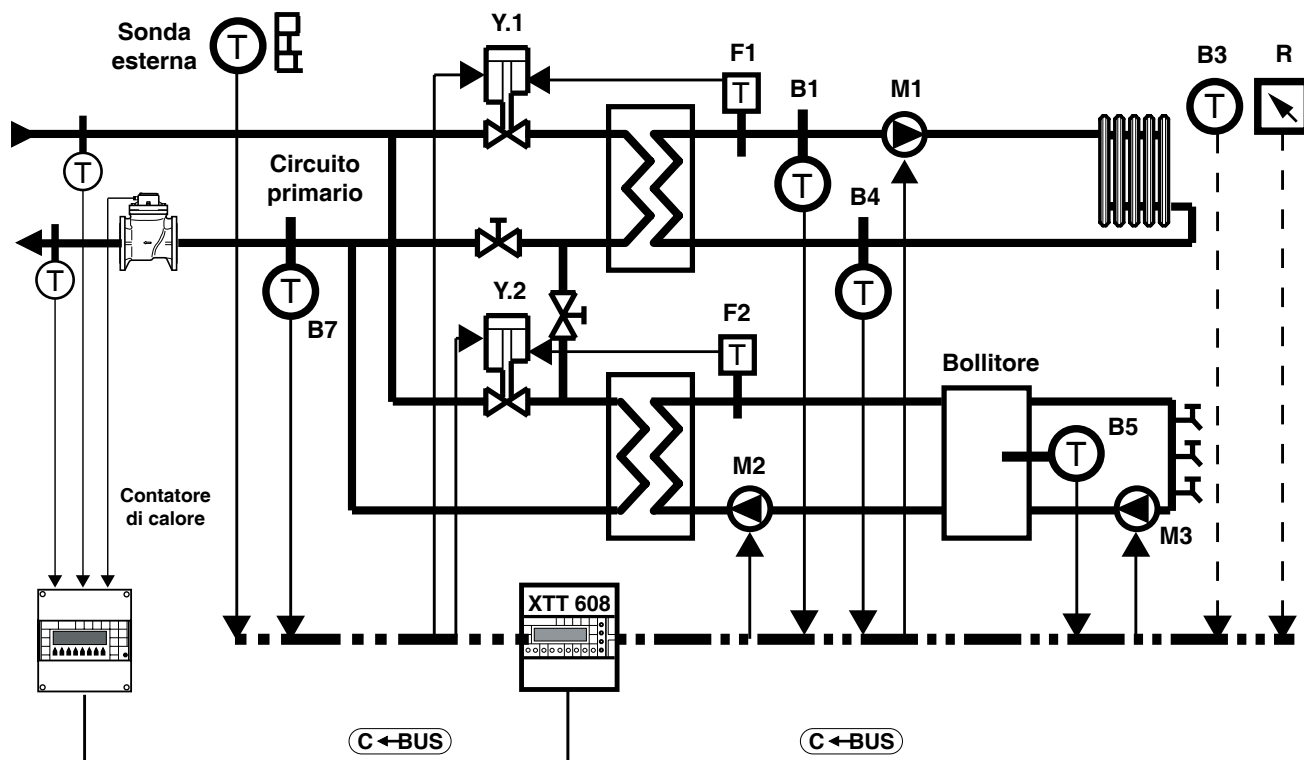 Sonda
esterna
T
Y.1
F1
T
B1
M1
B3
T
R
T
Circuito
primario
T
B4
T
T
T
B7
Y.2
F2
T
Bollitore
B5
T
M2
M3
Contatore
di calore
XTT 608
C BUS
C BUS